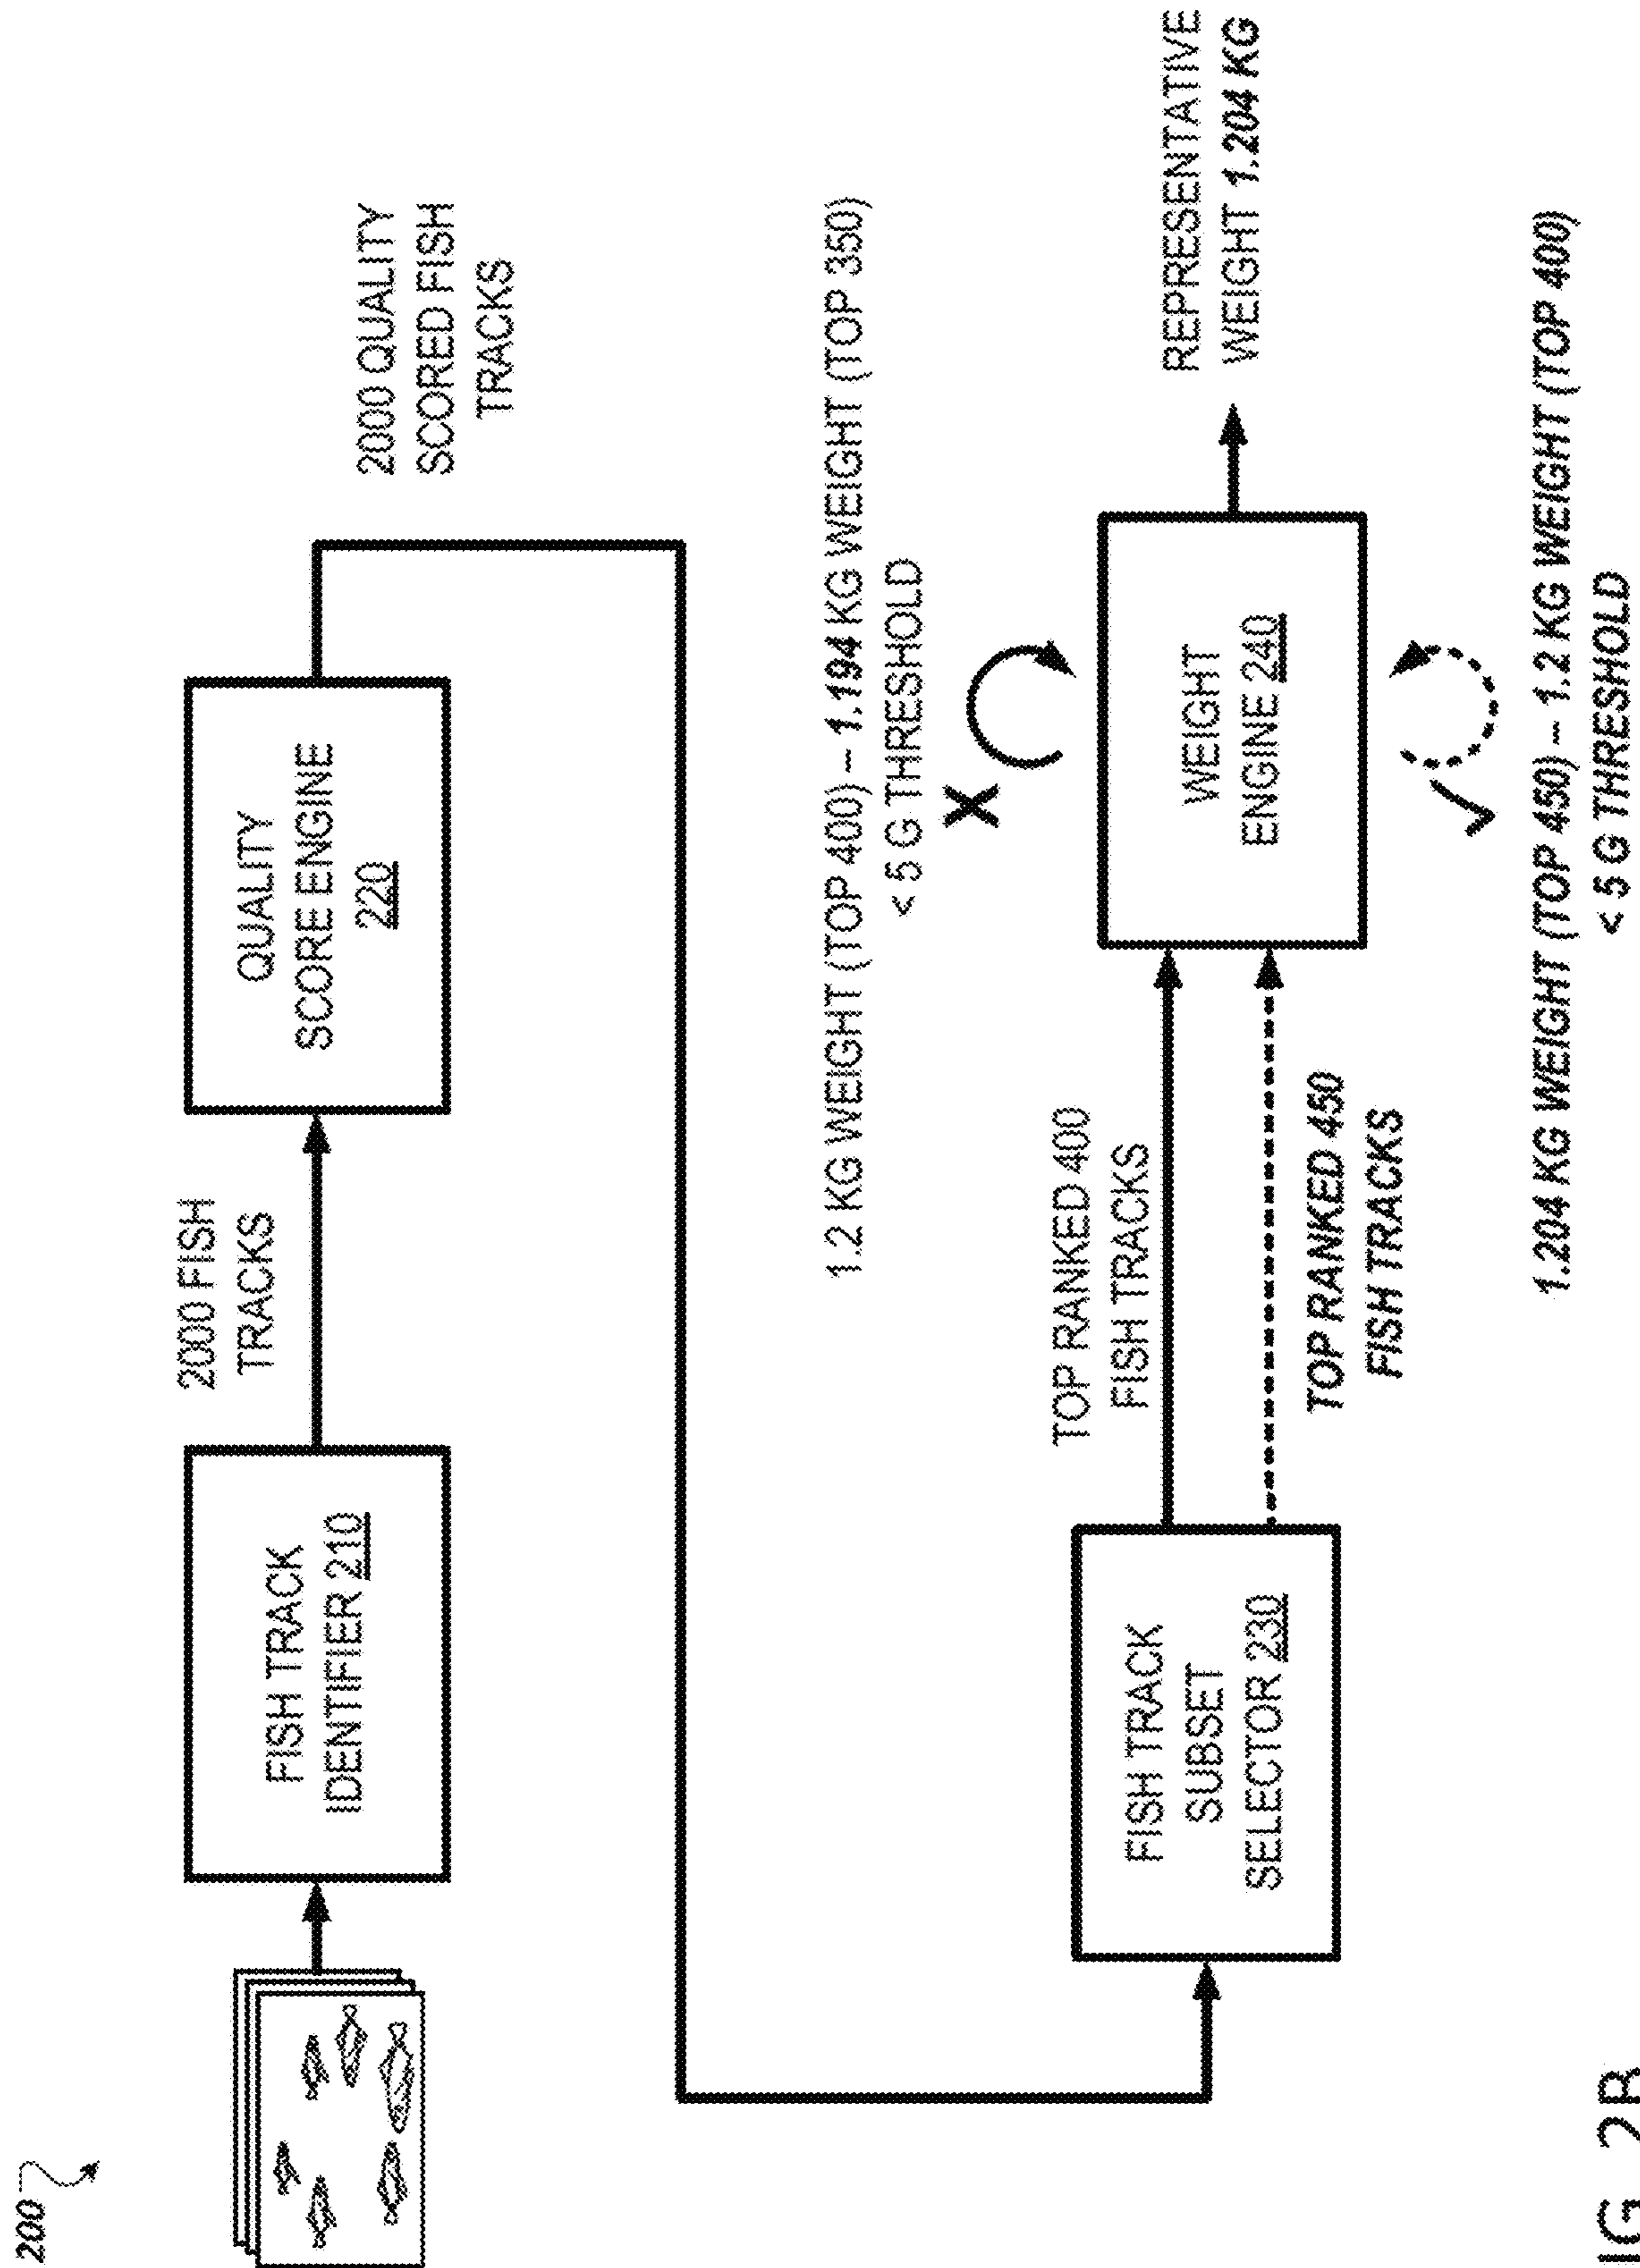 200
2000 FISH
TRACKS
2000 QUALITY
SCORED FISH
TRACKS
FISH TRACK
IDENTIFIER 210
QUALITY
SCORE ENGINE
220
1.2 KG WEIGHT (TOP 400) – 1.194 KG WEIGHT (TOP 350)
< 5 G THRESHOLD
X
TOP RANKED 400
FISH TRACKS
FISH TRACK
SUBSET
SELECTOR 230
WEIGHT
ENGINE 240
REPRESENTATIVE
WEIGHT 1.204 KG
TOP RANKED 450
FISH TRACKS
1.204 KG WEIGHT (TOP 450) – 1.2 KG WEIGHT (TOP 400)
< 5 G THRESHOLD
IG. 2B